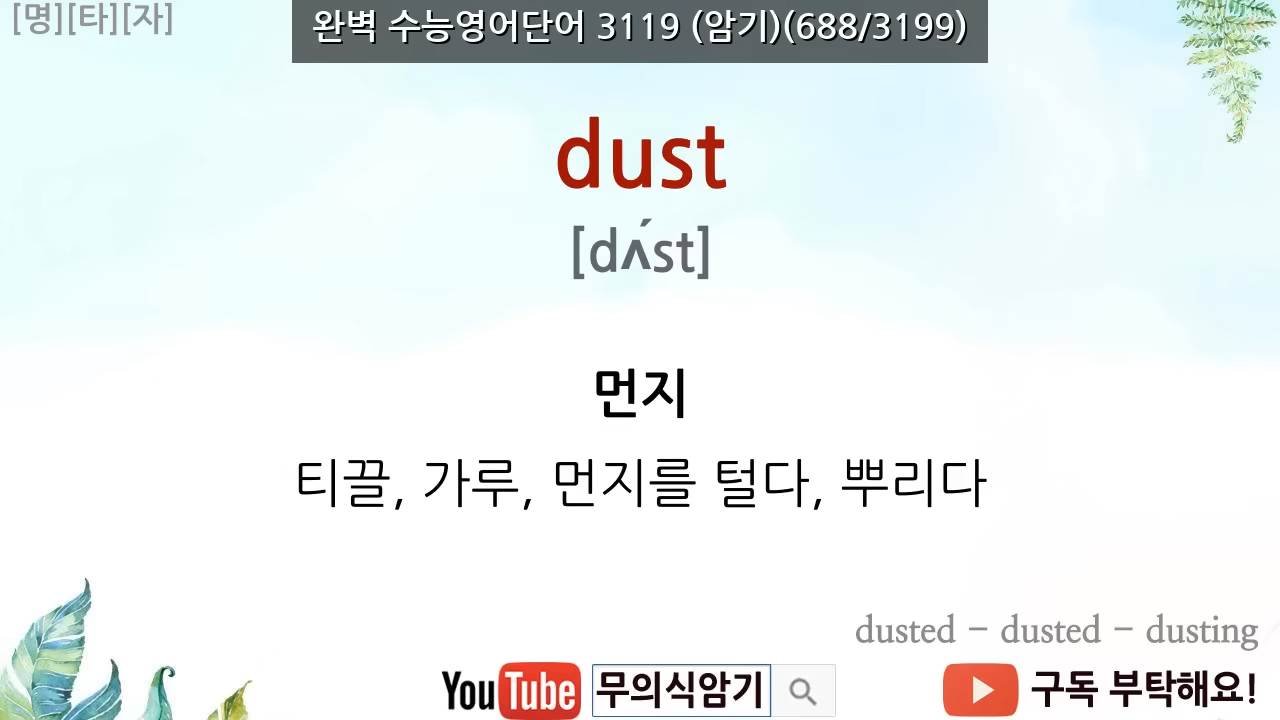 [명][타][자]
완벽 수능영어단어 3119 (암기)(688/3199)
dust
[dʌ́st]
먼지
티끌, 가루, 먼지를 털다, 뿌리다
dusted - dusted - dusting
YouTube 무의식암기 구독 부탁해요!